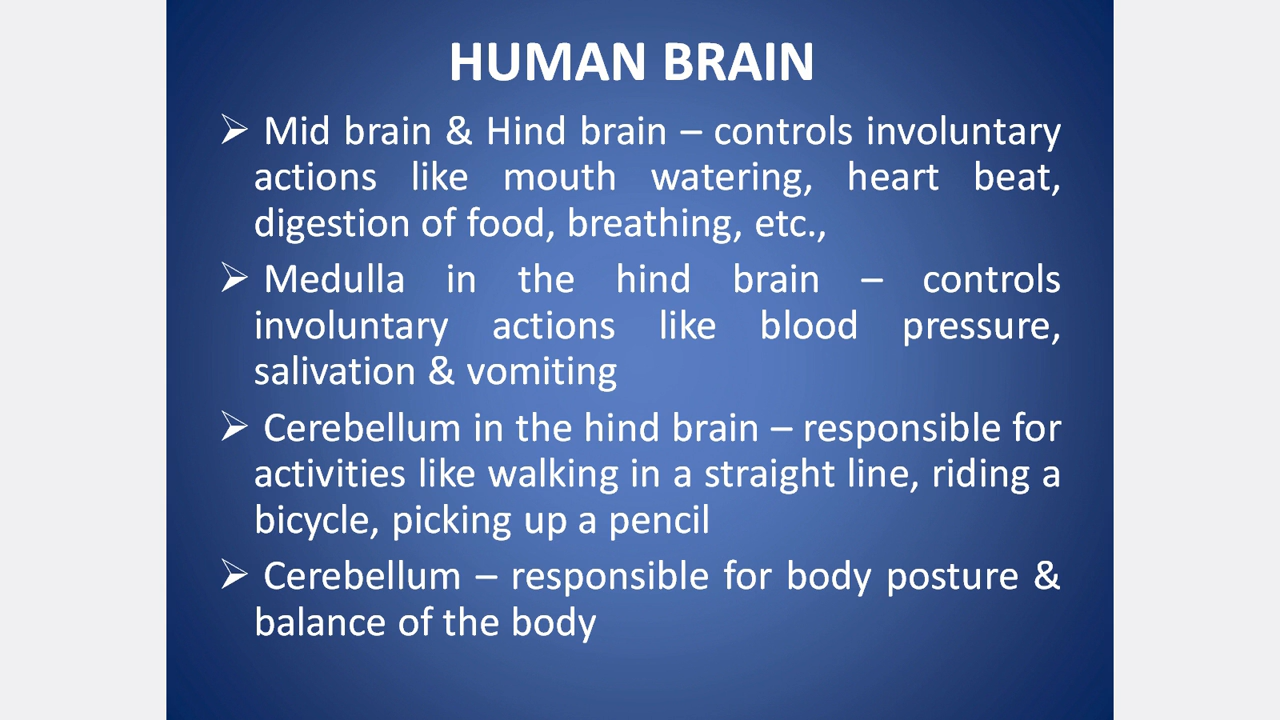 HUMAN BRAIN
➢ Mid brain & Hind brain – controls involuntary
actions like mouth watering, heart beat,
digestion of food, breathing, etc.,
➢ Medulla in the hind brain – controls
involuntary actions like blood pressure,
salivation & vomiting
➢ Cerebellum in the hind brain – responsible for
activities like walking in a straight line, riding a
bicycle, picking up a pencil
➢ Cerebellum – responsible for body posture &
balance of the body